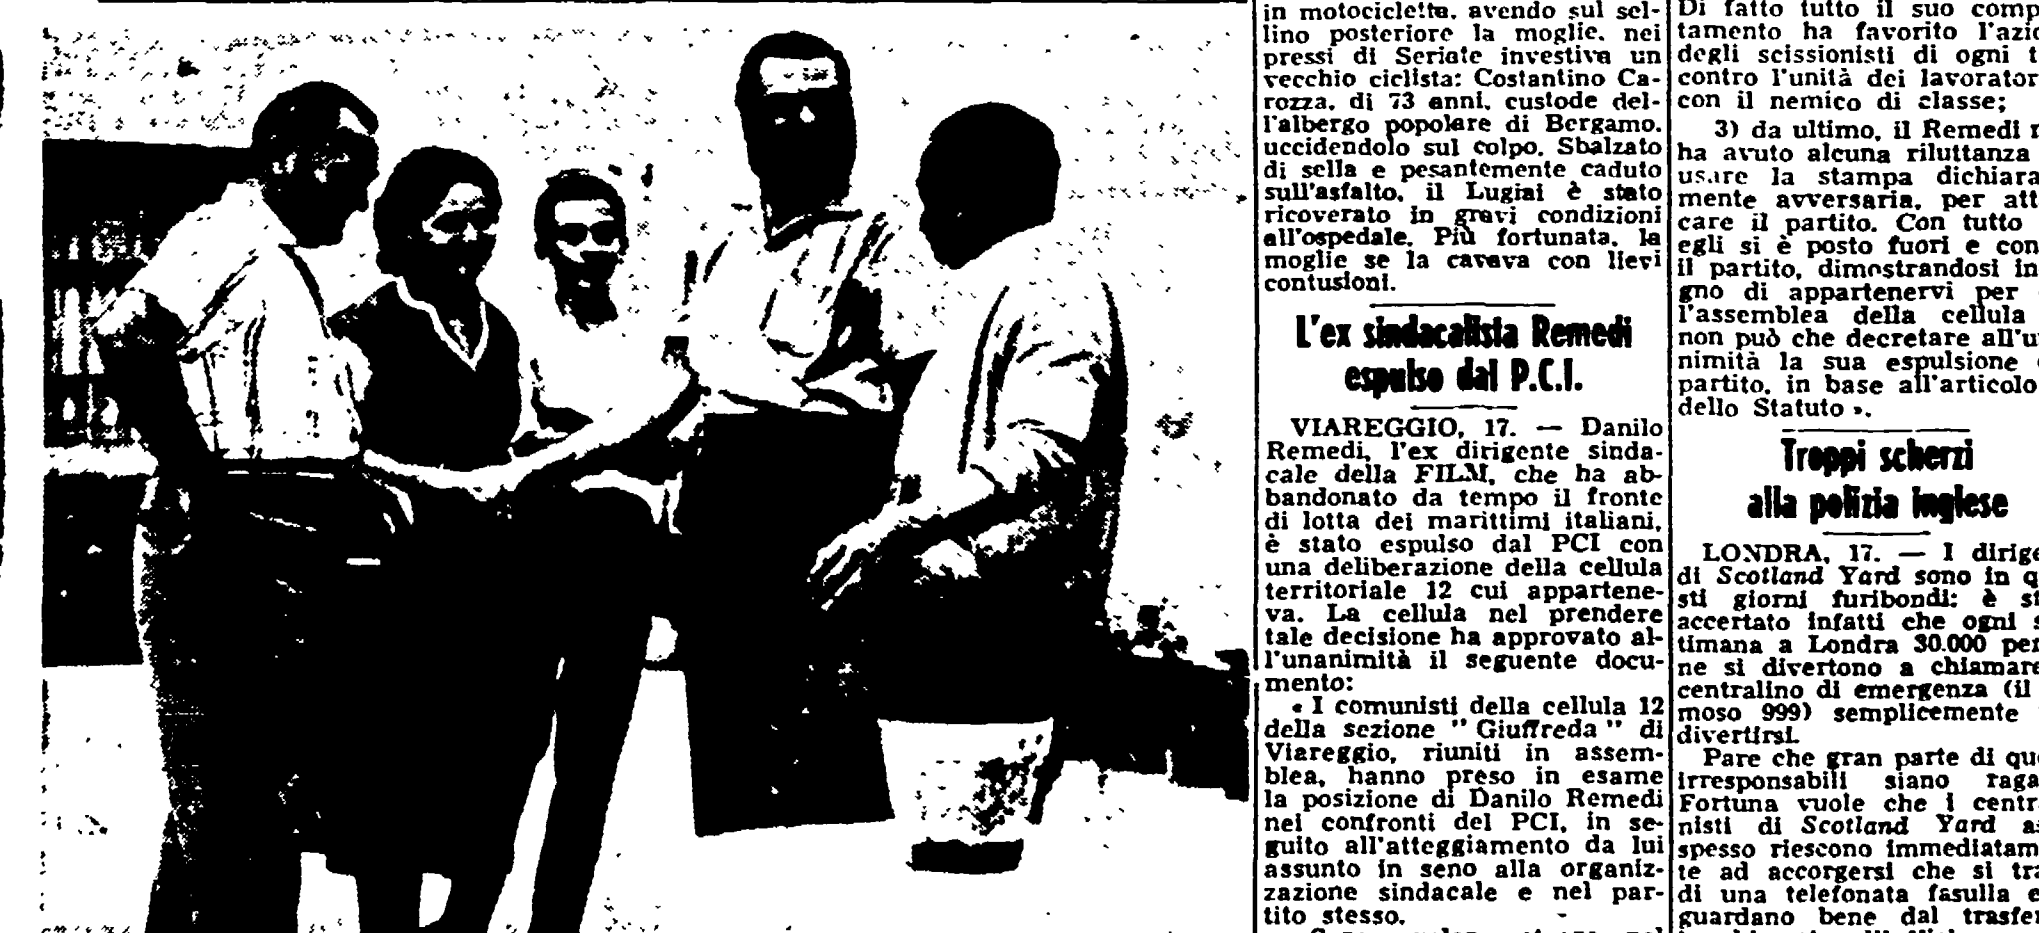 in motocicletta, avendo sul sel-
lino posteriore la moglie, nei
pressi di Seriate investiva un
vecchio ciclista: Costantino Ca-
rozza, di 73 anni, custode del-
l'albergo popolare di Bergamo,
uccidendolo sul colpo. Sbalzato
di sella e pesantemente caduto
sull'asfalto, il Lugiai è stato
ricoverato in gravi condizioni
all'ospedale. Più fortunata, la
moglie se la cavava con lievi
contusioni.
L'ex sindacalista Remedi
espulso dal P.C.I.
VIAREGGIO, 17. — Danilo
Remedi, l'ex dirigente sinda-
cale della FILM, che ha ab-
bandonato da tempo il fronte
di lotta dei marittimi italiani,
è stato espulso dal PCI con
una deliberazione della cellula
territoriale 12 cui appartene-
va. La cellula nel prendere
tale decisione ha approvato al-
l'unanimità il seguente docu-
mento:
« I comunisti della cellula 12
della sezione " Giuffreda " di
Viareggio, riuniti in assem-
blea, hanno preso in esame
la posizione di Danilo Remedi
nei confronti del PCI, in se-
guito all'atteggiamento da lui
assunto in seno alla organiz-
zazione sindacale e nel par-
tito stesso.
Di fatto tutto il suo comp
tamento ha favorito l'azio
degli scissionisti di ogni t
contro l'unità dei lavorator
con il nemico di classe;
3) da ultimo, il Remedi n
ha avuto alcuna riluttanza
usare la stampa dichiara
mente avversaria, per att
care il partito. Con tutto
egli si è posto fuori e con
il partito, dimostrandosi in
gno di appartenervi per
l'assemblea della cellula
non può che decretare all'u
nimità la sua espulsione
partito, in base all'articolo
dello Statuto ».
Troppi scherzi
alla polizia inglese
LONDRA, 17. — I dirige
di Scotland Yard sono in q
sti giorni furibondi: è st
accertato infatti che ogni s
timana a Londra 30.000 per
ne si divertono a chiamare
centralino di emergenza (il
moso 999) semplicemente
divertirsi.
Pare che gran parte di que
irresponsabili siano raga
Fortuna vuole che i centr
nisti di Scotland Yard as
spesso riescono immediatam
te ad accorgersi che si tra
di una telefonata fasulla e
guardano bene dal trasfer